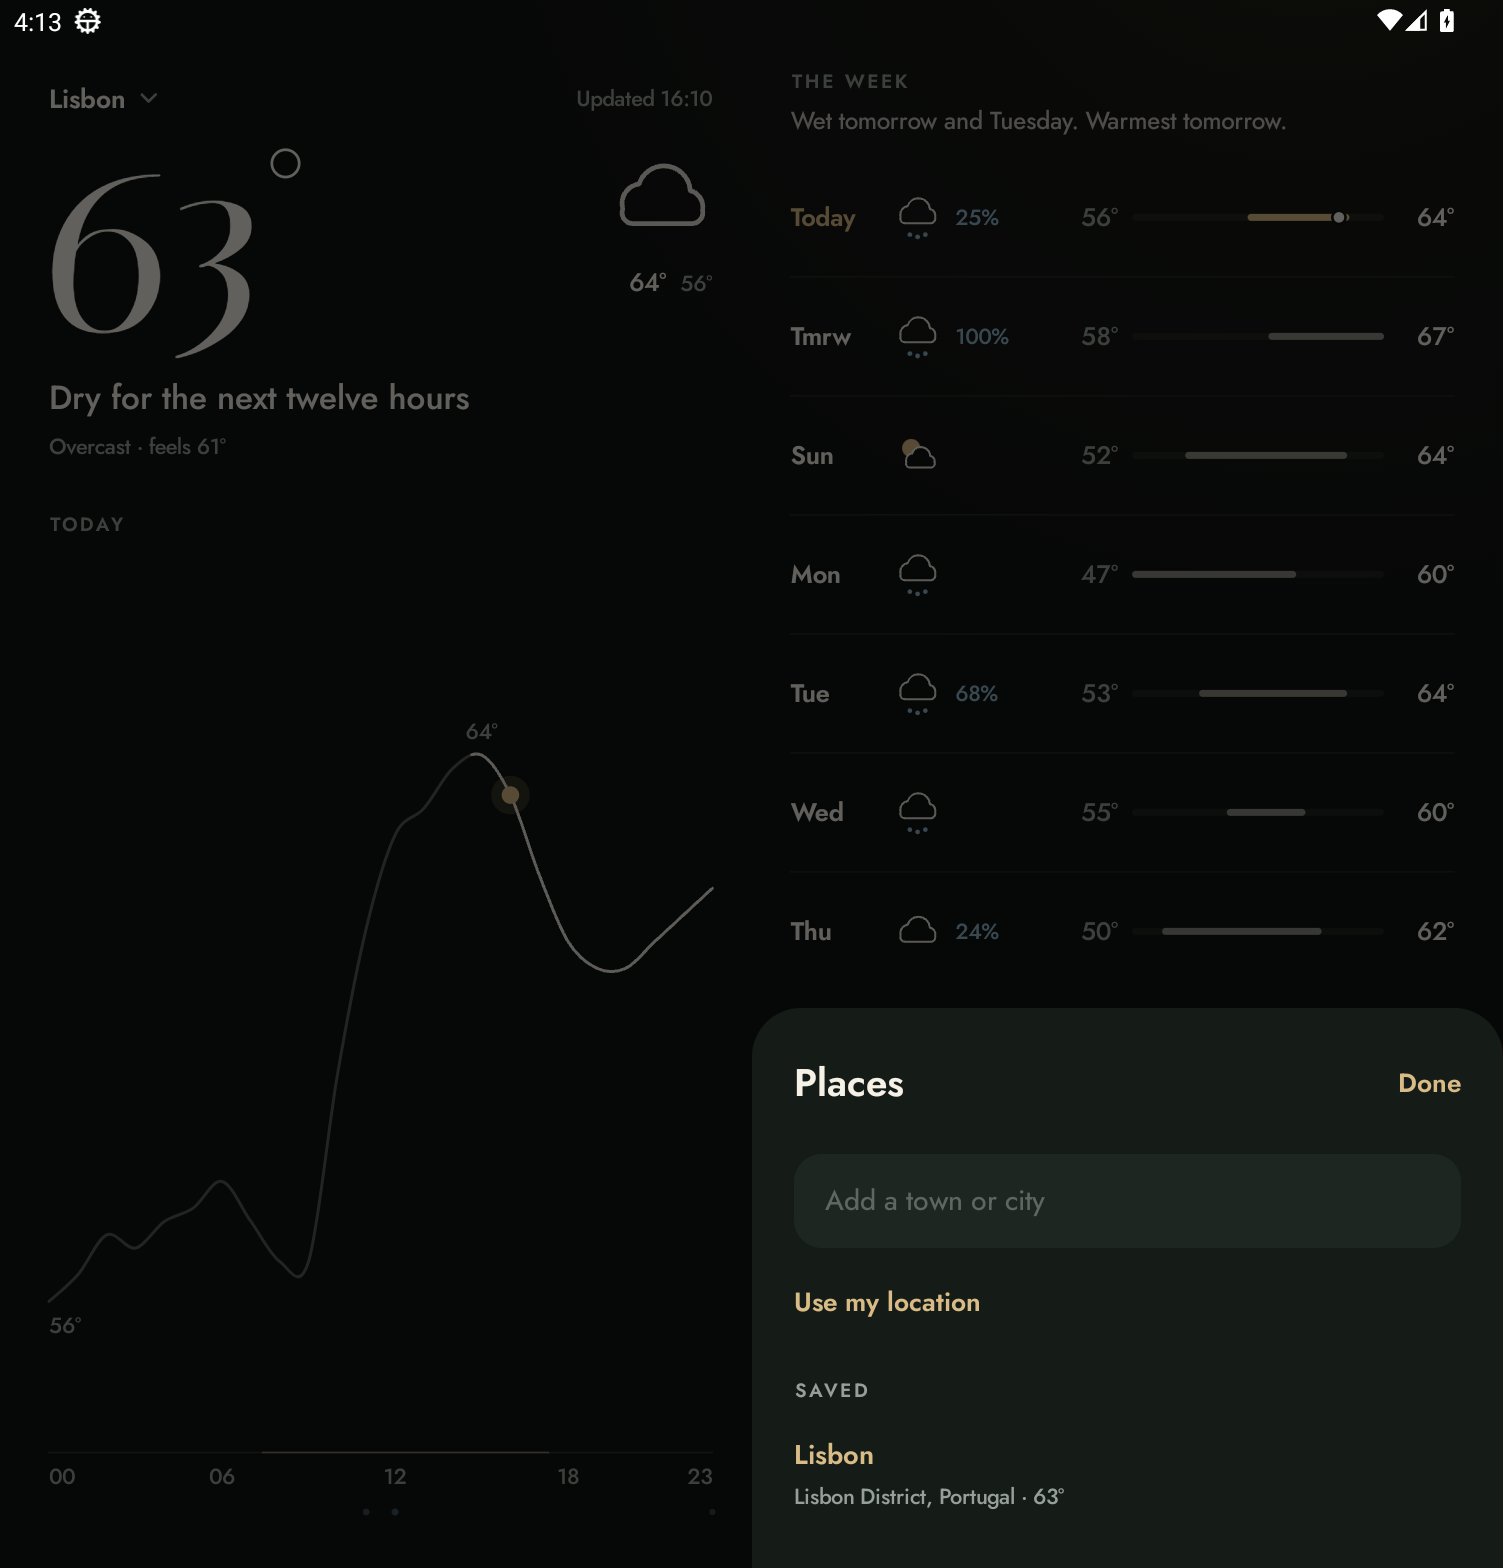 4:13
Lisbon
Updated 16:10
63°
64° 56°
Dry for the next twelve hours
Overcast · feels 61°
TODAY
64°
56°
00 06 12 18 23
THE WEEK
Wet tomorrow and Tuesday. Warmest tomorrow.
Today 25% 56° 64°
Tmrw 100% 58° 67°
Sun 52° 64°
Mon 47° 60°
Tue 68% 53° 64°
Wed 55° 60°
Thu 24% 50° 62°
Places
Done
Add a town or city
Use my location
SAVED
Lisbon
Lisbon District, Portugal · 63°